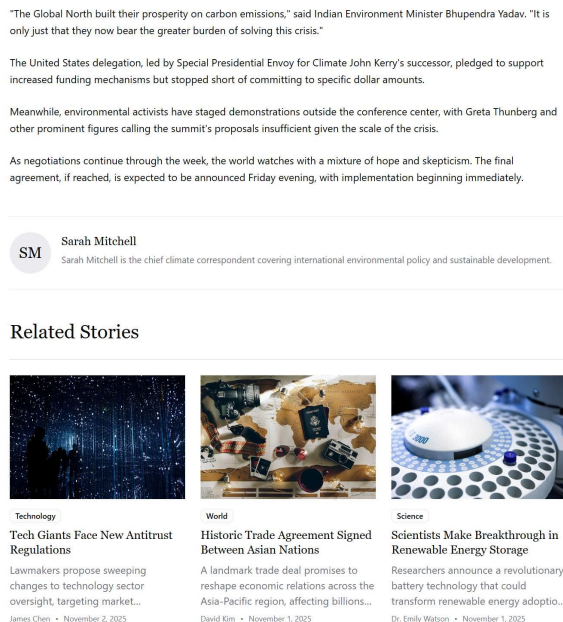 "The Global North built their prosperity on carbon emissions," said Indian Environment Minister Bhupendra Yadav. "It is
only just that they now bear the greater burden of solving this crisis."
The United States delegation, led by Special Presidential Envoy for Climate John Kerry's successor, pledged to support
increased funding mechanisms but stopped short of committing to specific dollar amounts.
Meanwhile, environmental activists have staged demonstrations outside the conference center, with Greta Thunberg and
other prominent figures calling the summit's proposals insufficient given the scale of the crisis.
As negotiations continue through the week, the world watches with a mixture of hope and skepticism. The final
agreement, if reached, is expected to be announced Friday evening, with implementation beginning immediately.
SM
Sarah Mitchell
Sarah Mitchell is the chief climate correspondent covering international environmental policy and sustainable development.
Related Stories
Technology
Tech Giants Face New Antitrust
Regulations
Lawmakers propose sweeping
changes to technology sector
oversight, targeting market...
James Chen • November 2, 2025
World
Historic Trade Agreement Signed
Between Asian Nations
A landmark trade deal promises to
reshape economic relations across the
Asia-Pacific region, affecting billions...
David Kim • November 1, 2025
Science
Scientists Make Breakthrough in
Renewable Energy Storage
Researchers announce a revolutionary
battery technology that could
transform renewable energy adoptio...
Dr. Emily Watson • November 1, 2025